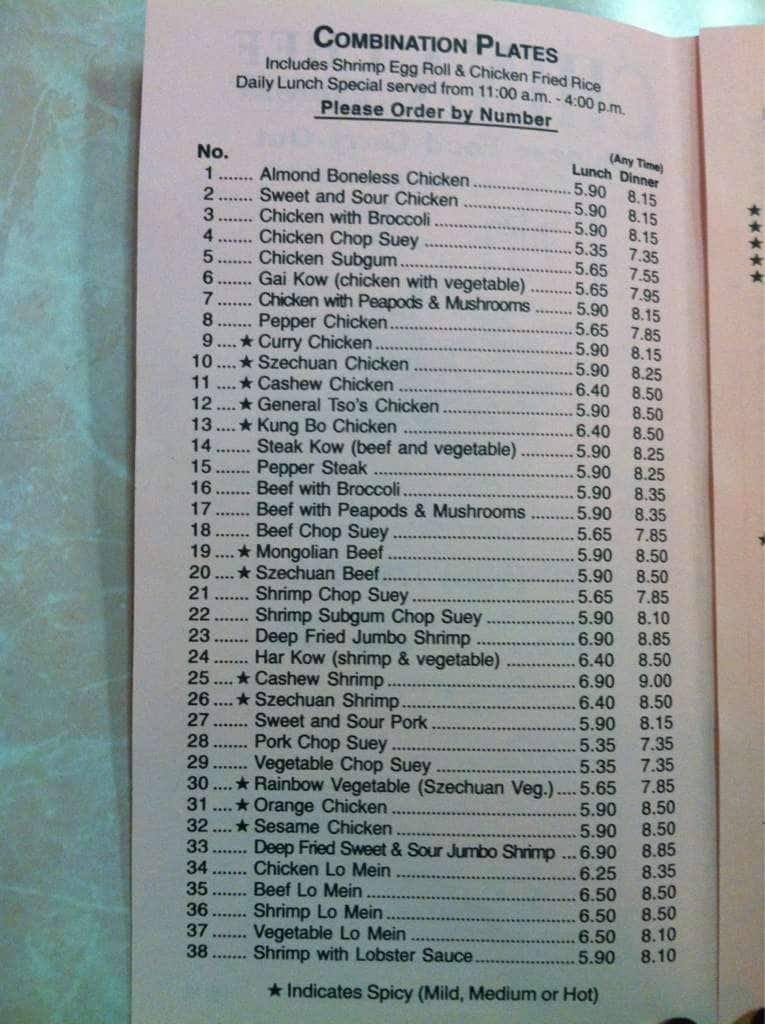 COMBINATION PLATES
Includes Shrimp Egg Roll & Chicken Fried Rice
Daily Lunch Special served from 11:00 a.m. - 4:00 p.m.
Please Order by Number
(Any Time)
No. Lunch Dinner
1 ....... Almond Boneless Chicken ..................... 5.90 8.15
2 ....... Sweet and Sour Chicken ..................... 5.90 8.15
3 ....... Chicken with Broccoli ..................... 5.90 8.15
4 ....... Chicken Chop Suey ..................... 5.35 7.35
5 ....... Chicken Subgum ..................... 5.65 7.55
6 ....... Gai Kow (chicken with vegetable) ......... 5.65 7.95
7 ....... Chicken with Peapods & Mushrooms ........ 5.90 8.15
8 ....... Pepper Chicken ..................... 5.65 7.85
9 .... ★ Curry Chicken ..................... 5.90 8.15
10 .... ★ Szechuan Chicken ..................... 5.90 8.25
11 .... ★ Cashew Chicken ..................... 6.40 8.50
12 .... ★ General Tso's Chicken ..................... 5.90 8.50
13 .... ★ Kung Bo Chicken ..................... 6.40 8.50
14 ....... Steak Kow (beef and vegetable) .......... 5.90 8.25
15 ....... Pepper Steak ..................... 5.90 8.25
16 ....... Beef with Broccoli ..................... 5.90 8.35
17 ....... Beef with Peapods & Mushrooms ......... 5.90 8.35
18 ....... Beef Chop Suey ..................... 5.65 7.85
19 .... ★ Mongolian Beef ..................... 5.90 8.50
20 .... ★ Szechuan Beef ..................... 5.90 8.50
21 ....... Shrimp Chop Suey ..................... 5.65 7.85
22 ....... Shrimp Subgum Chop Suey ................. 5.90 8.10
23 ....... Deep Fried Jumbo Shrimp .................. 6.90 8.85
24 ....... Har Kow (shrimp & vegetable) ............. 6.40 8.50
25 .... ★ Cashew Shrimp ..................... 6.90 9.00
26 .... ★ Szechuan Shrimp ..................... 6.40 8.50
27 ....... Sweet and Sour Pork ..................... 5.90 8.15
28 ....... Pork Chop Suey ..................... 5.35 7.35
29 ....... Vegetable Chop Suey ..................... 5.35 7.35
30 .... ★ Rainbow Vegetable (Szechuan Veg.) .... 5.65 7.85
31 .... ★ Orange Chicken ..................... 5.90 8.50
32 .... ★ Sesame Chicken ..................... 5.90 8.50
33 ....... Deep Fried Sweet & Sour Jumbo Shrimp ... 6.90 8.85
34 ....... Chicken Lo Mein ..................... 6.25 8.35
35 ....... Beef Lo Mein ..................... 6.50 8.50
36 ....... Shrimp Lo Mein ..................... 6.50 8.50
37 ....... Vegetable Lo Mein ..................... 6.50 8.10
38 ....... Shrimp with Lobster Sauce ................... 5.90 8.10
★ Indicates Spicy (Mild, Medium or Hot)